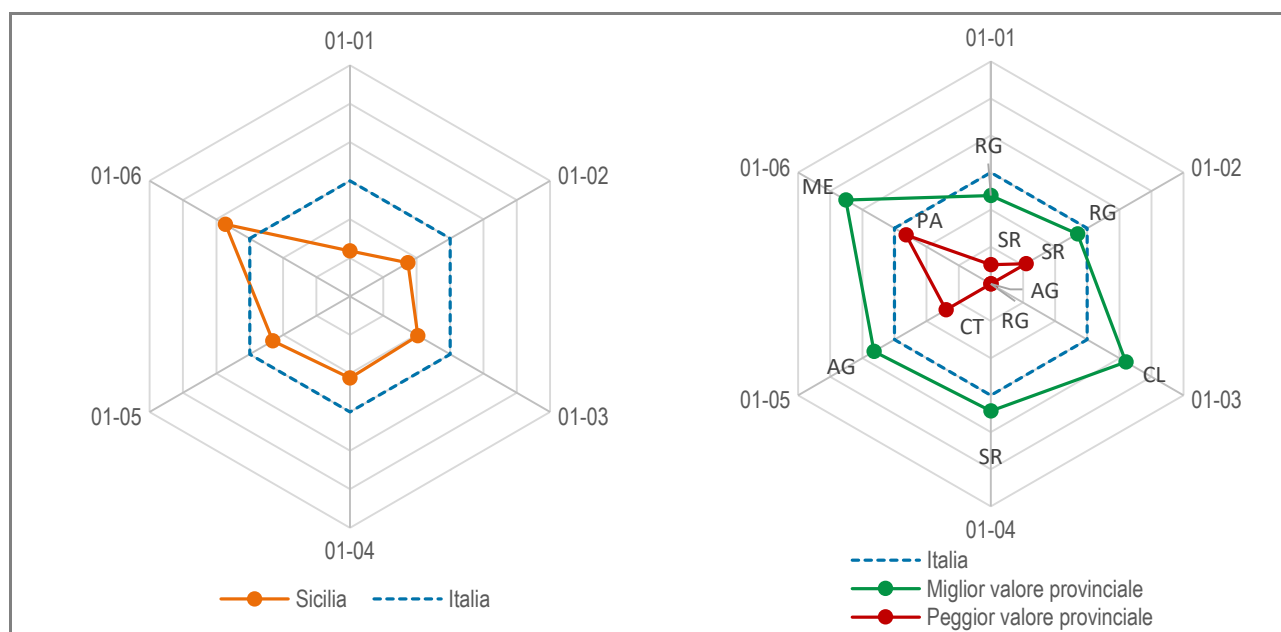 01-01
01-06
01-02
01-05
01-03
01-04
Sicilia
Italia
01-01
RG
01-06
01-02
ME
RG
PA
SR
SR
AG
CT
RG
AG
CL
01-05
01-03
SR
01-04
Italia
Miglior valore provinciale
Peggior valore provinciale